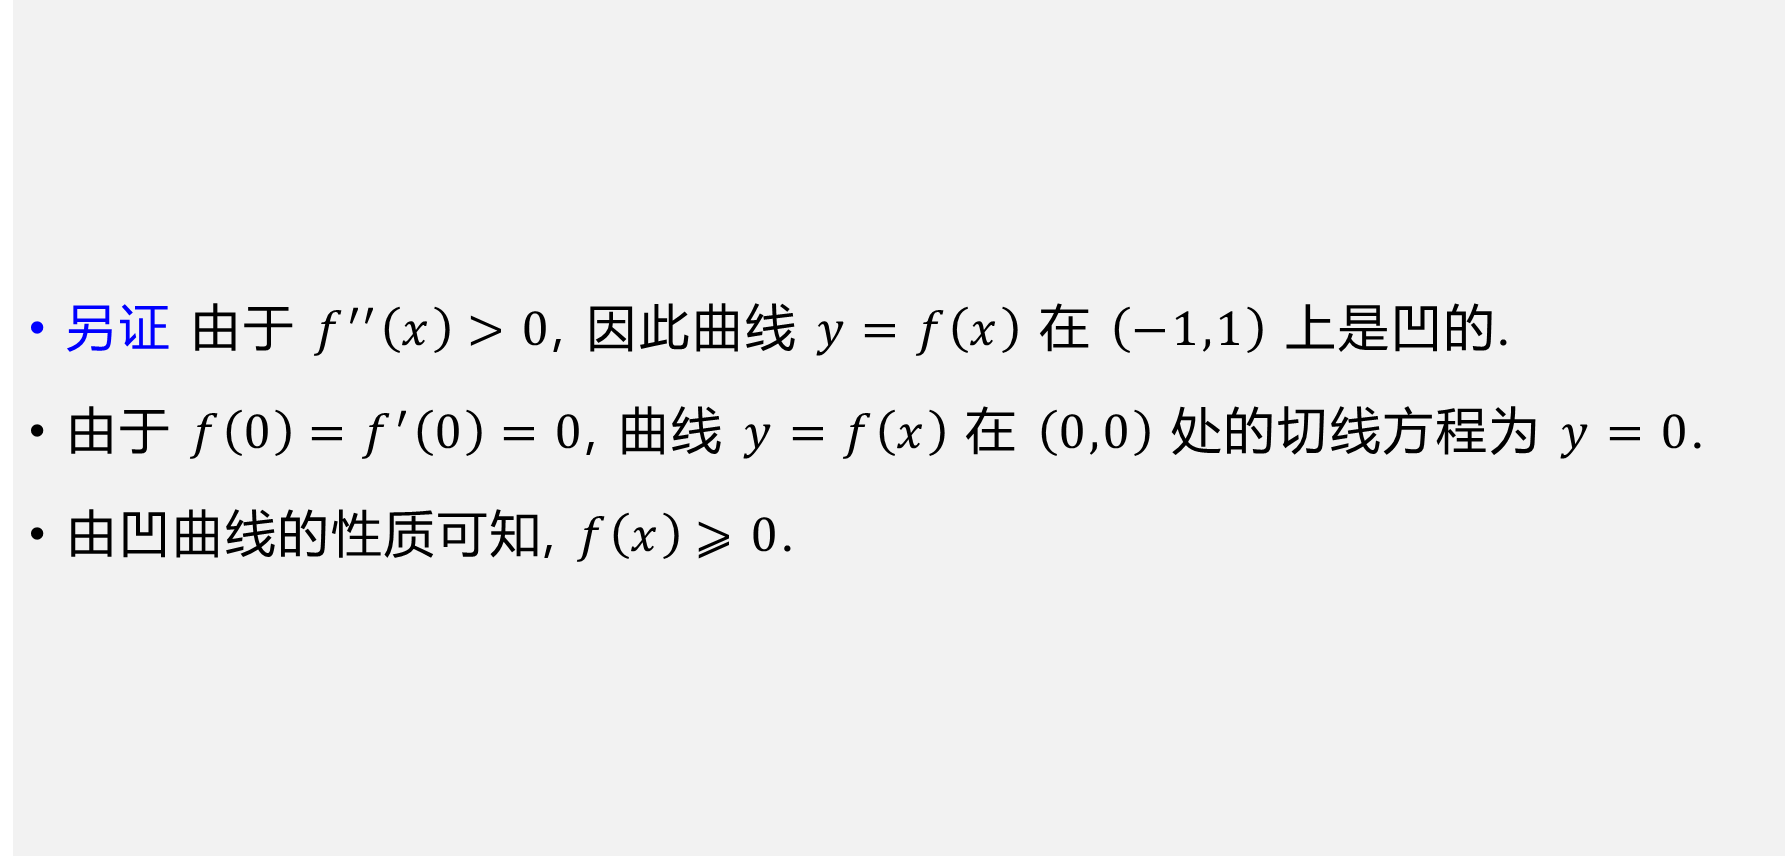 • 另证 由于 f′′(x) > 0, 因此曲线 y = f(x) 在 (−1,1) 上是凹的.
• 由于 f(0) = f′(0) = 0, 曲线 y = f(x) 在 (0,0) 处的切线方程为 y = 0.
• 由凹曲线的性质可知, f(x) ⩾ 0.